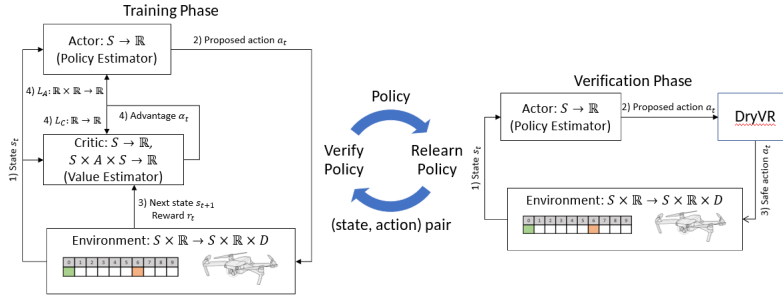 Training Phase
Actor: S → ℝ
(Policy Estimator)
2) Proposed action a_t
4) L_A: ℝ × ℝ → ℝ
4) Advantage α_t
4) L_C: ℝ → ℝ
1) State s_t
Critic: S → ℝ,
S × A × S → ℝ
(Value Estimator)
3) Next state s_{t+1}
Reward r_t
Environment: S × ℝ → S × ℝ × D
0 1 2 3 4 5 6 7 8 9
Policy
Verify
Policy
Relearn
Policy
(state, action) pair
Verification Phase
Actor: S → ℝ
(Policy Estimator)
2) Proposed action a_t
DryVR
1) State s_t
3) Safe action a_t
Environment: S × ℝ → S × ℝ × D
0 1 2 3 4 5 6 7 8 9